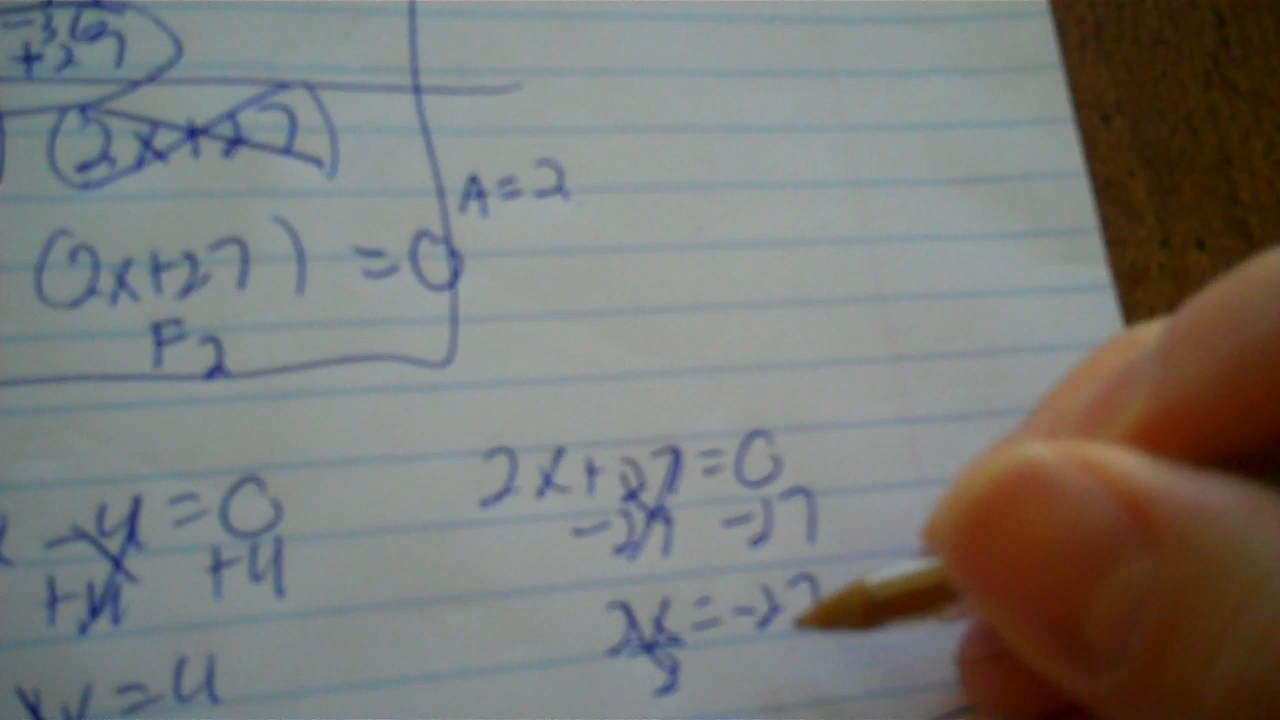 -36
+27
(2x+27)
A=2
(2x+27) =0
F2
2x+27=0
-27 -27
2x=-27
2
-4=0
+4 +4
x=4